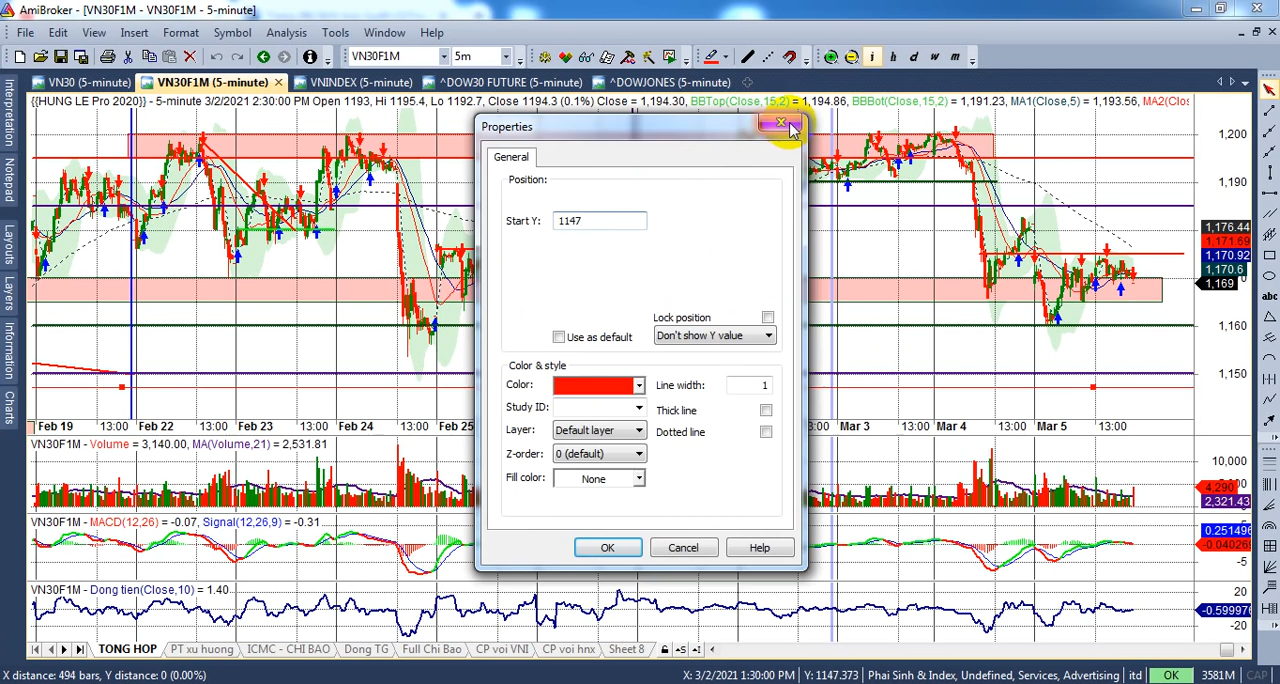 AmiBroker - [VN30F1M - VN30F1M - 5-minute]
File Edit View Insert Format Symbol Analysis Tools Window Help
VN30F1M 5m i h d w m
VN30 (5-minute) VN30F1M (5-minute) VNINDEX (5-minute) ^DOW30 FUTURE (5-minute) ^DOWJONES (5-minute)
{{HUNG LE Pro 2020}} - 5-minute 3/2/2021 2:30:00 PM Open 1193, Hi 1195.4, Lo 1192.7, Close 1194.3 (0.1%) Close = 1,194.30, BBTop(Close,15,2) = 1,194.86, BBBot(Close,15,2) = 1,191.23, MA1(Close,5) = 1,193.56, MA2(Clos
Interpretation
Notepad
Layouts
Layers
Information
Charts
abc
Properties
General
Position:
Start Y: 1147
Lock position
Use as default Don't show Y value
Color & style
Color: Line width: 1
Study ID: Thick line
Layer: Default layer Dotted line
Z-order: 0 (default)
Fill color: None
OK Cancel Help
1,200
1,190
1,176.44
1,171.69
1,170.92
1,170.6
1,169
1,160
1,150
Feb 19 13:00 Feb 22 13:00 Feb 23 13:00 Feb 24 13:00 Feb 25 13:00 Mar 3 13:00 Mar 4 13:00 Mar 5 13:00
VN30F1M - Volume = 3,140.00, MA(Volume,21) = 2,531.81
10,000
4,290
2,321.43
VN30F1M - MACD(12,26) = -0.07, Signal(12,26,9) = -0.31
0.251496
-0.040269
-5
VN30F1M - Dong tien(Close,10) = 1.40
20
-0.599976
-20
TONG HOP PT xu huong ICMC - CHI BAO Dong TG Full Chi Bao CP voi VNI CP voi hnx Sheet 8
X distance: 494 bars, Y distance: 0 (0.00%) X: 3/2/2021 1:30:00 PM Y: 1147.373 Phai Sinh & Index, Undefined, Services, Advertising itd OK 3581M CAP